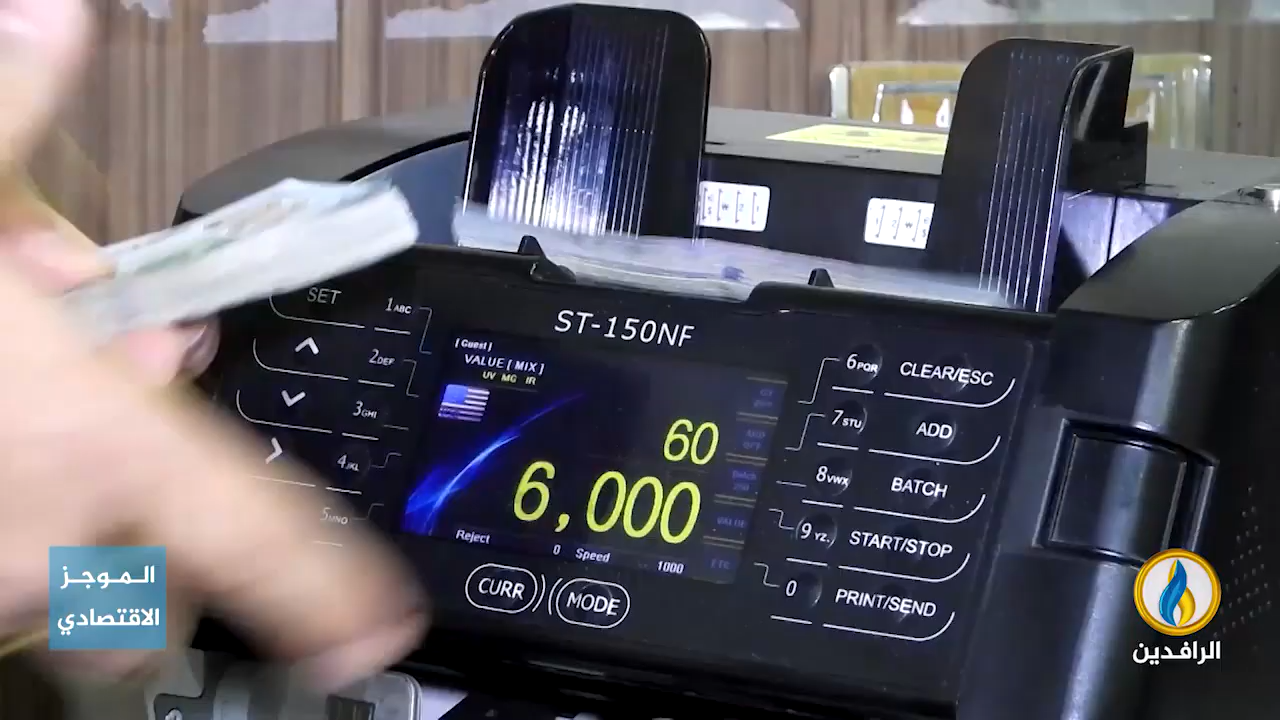 ST-150NF
SET
1ABC
2DEF
3GHI
4JKL
5MNO
[Guest]
VALUE [MIX]
UV MG IR
60
6,000
Reject 0 Speed 1000
VALUE
CURR
MODE
6PQR
CLEAR/ESC
7STU
ADD
8VWX
BATCH
9YZ.
START/STOP
0
PRINT/SEND
الموجز
الاقتصادي
الرافدين